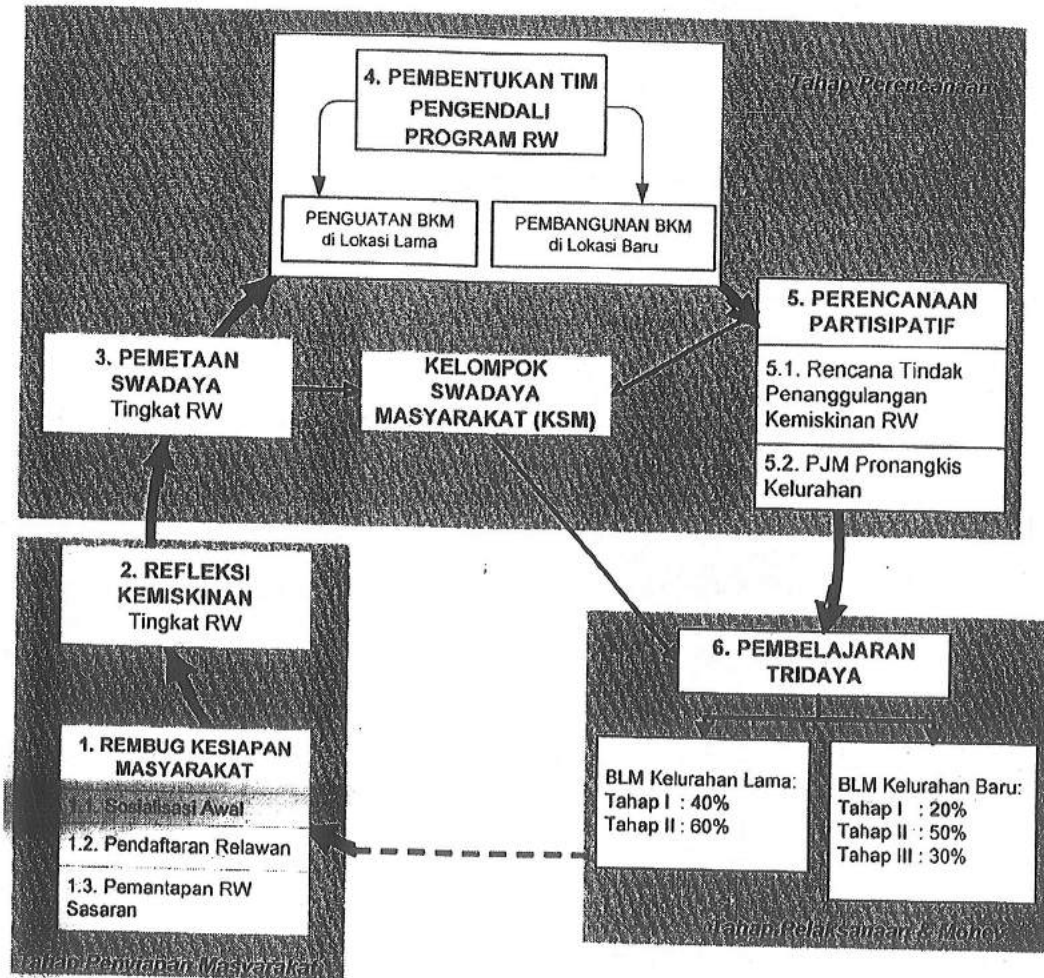 Tahap Perencanaan
4. PEMBENTUKAN TIM
PENGENDALI
PROGRAM RW
PENGUATAN BKM
di Lokasi Lama
PEMBANGUNAN BKM
di Lokasi Baru
5. PERENCANAAN
PARTISIPATIF
5.1. Rencana Tindak
Penanggulangan
Kemiskinan RW
5.2. PJM Pronangkis
Kelurahan
3. PEMETAAN
SWADAYA
Tingkat RW
KELOMPOK
SWADAYA
MASYARAKAT (KSM)
2. REFLEKSI
KEMISKINAN
Tingkat RW
6. PEMBELAJARAN
TRIDAYA
1. REMBUG KESIAPAN
MASYARAKAT
1.1. Sosialisasi Awal
1.2. Pendaftaran Relawan
1.3. Pemantapan RW
Sasaran
BLM Kelurahan Lama:
Tahap I : 40%
Tahap II : 60%
BLM Kelurahan Baru:
Tahap I : 20%
Tahap II : 50%
Tahap III : 30%
Tahap Pelaksanaan & Monev
ahap Penyiapan Masyarakat